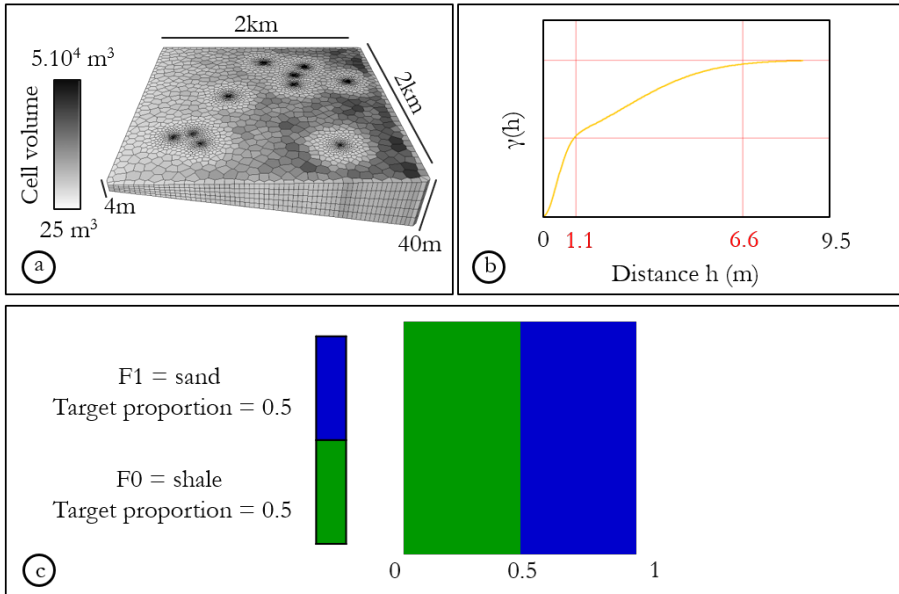 2km
5.10⁴ m³
2km
Cell volume
4m
25 m³
40m
a
γ(h)
0 1.1 6.6 9.5
Distance h (m)
b
F1 = sand
Target proportion = 0.5
F0 = shale
Target proportion = 0.5
0 0.5 1
c